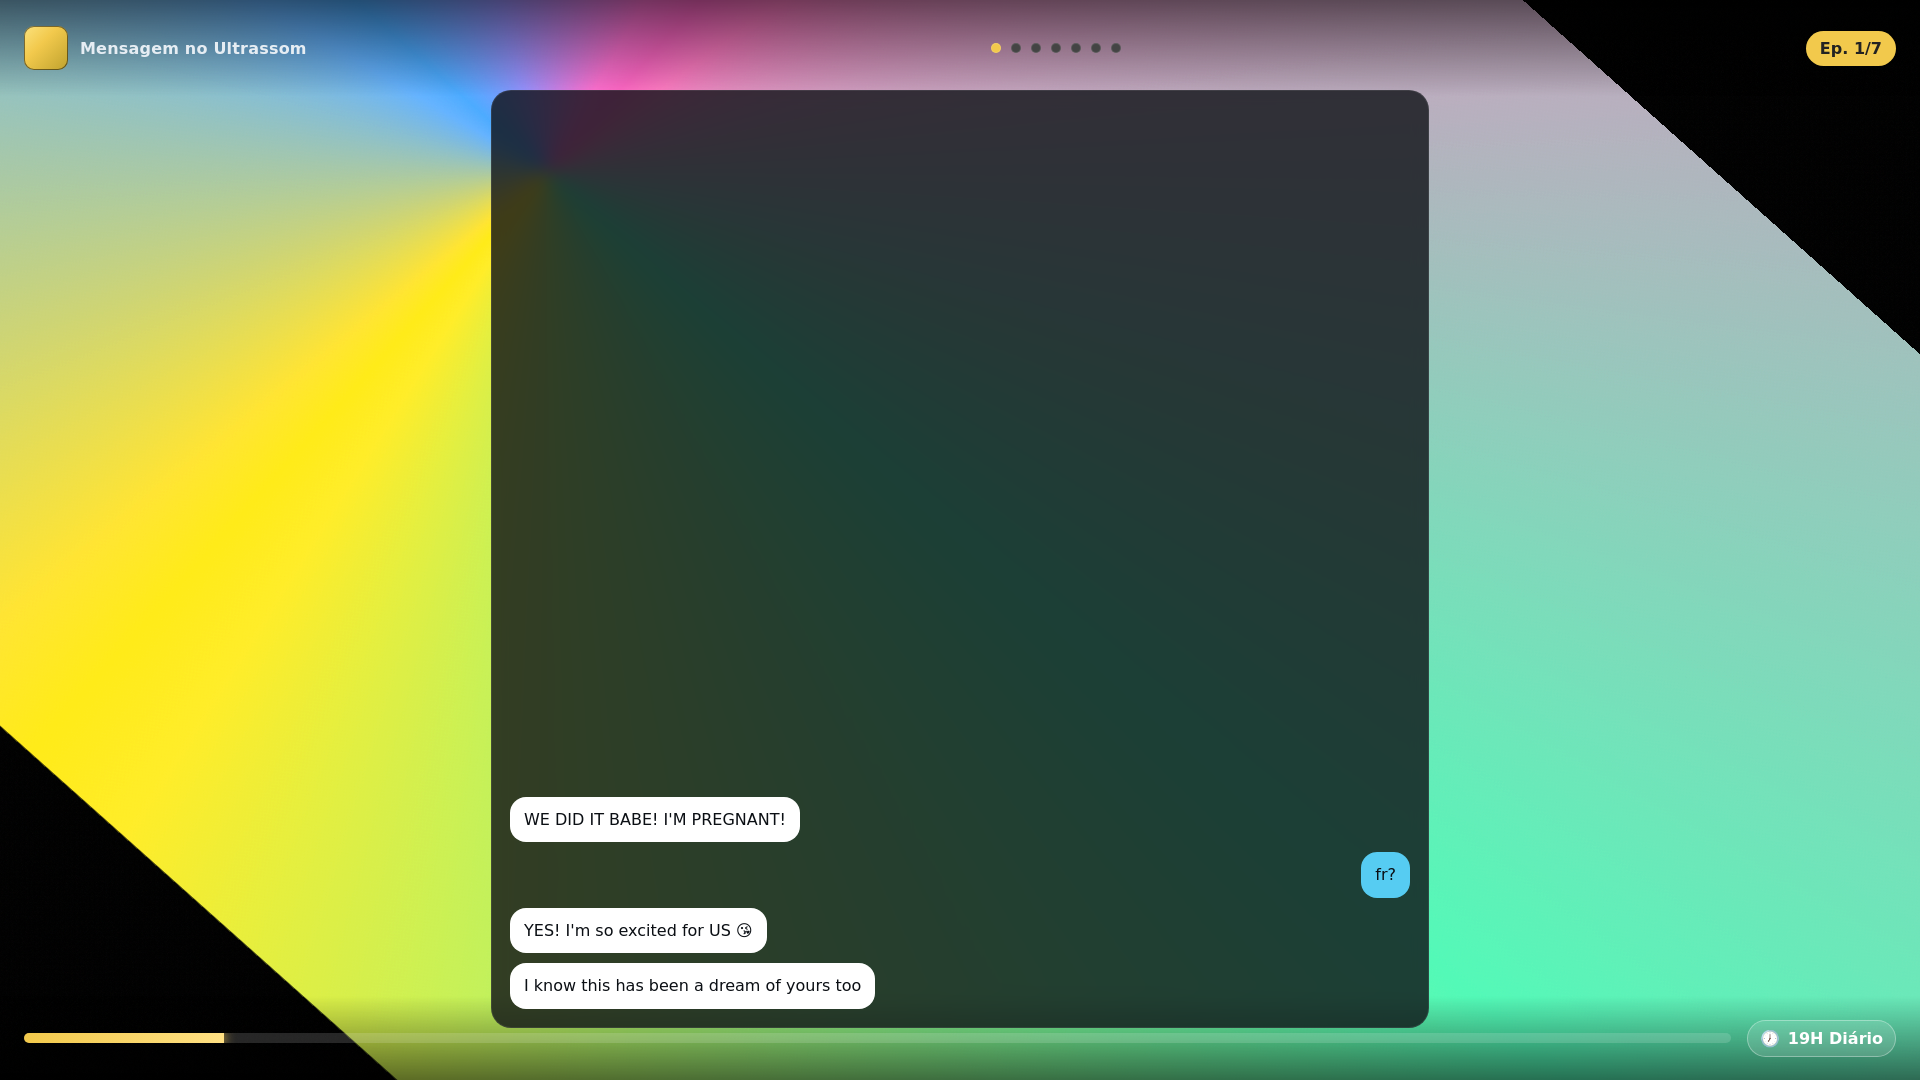 Mensagem no Ultrassom
Ep. 1/7
WE DID IT BABE! I'M PREGNANT!
fr?
YES! I'm so excited for US 😘
I know this has been a dream of yours too
🕖 19H Diário